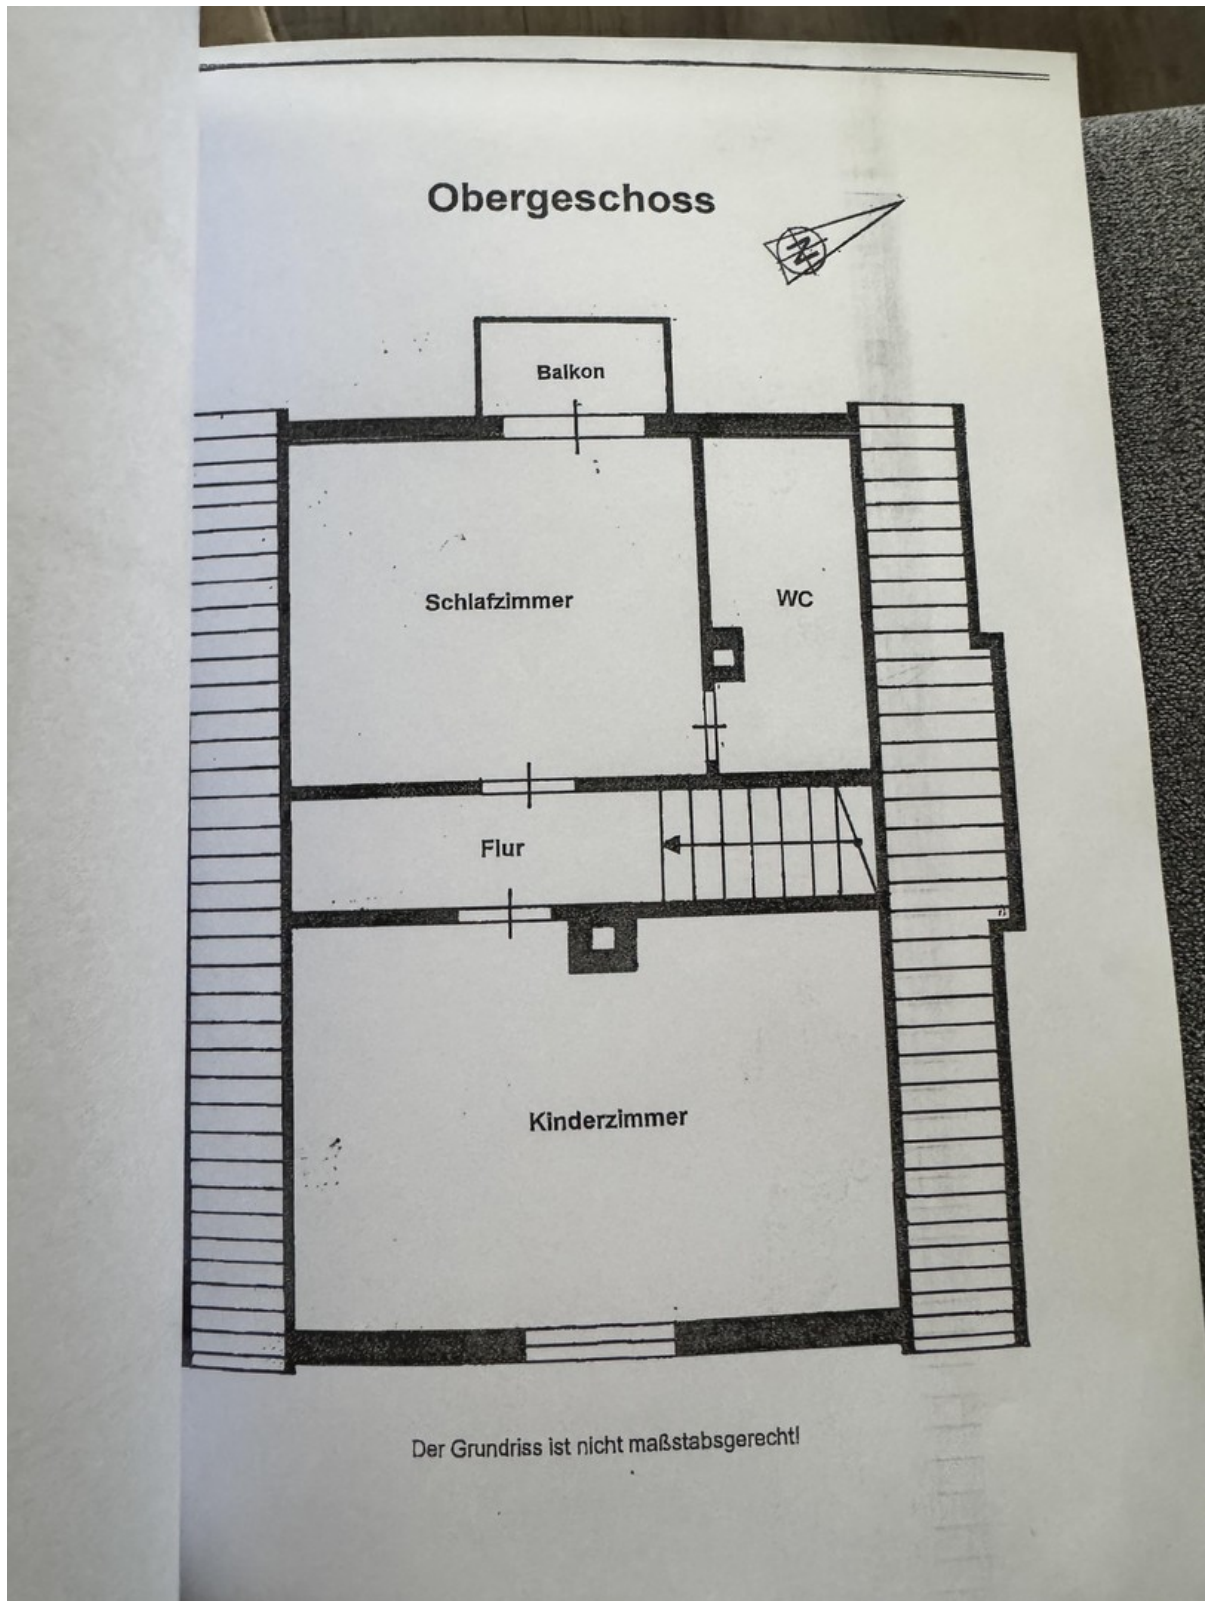 Obergeschoss
N
Balkon
Schlafzimmer
WC
Flur
Kinderzimmer
Der Grundriss ist nicht maßstabsgerecht!